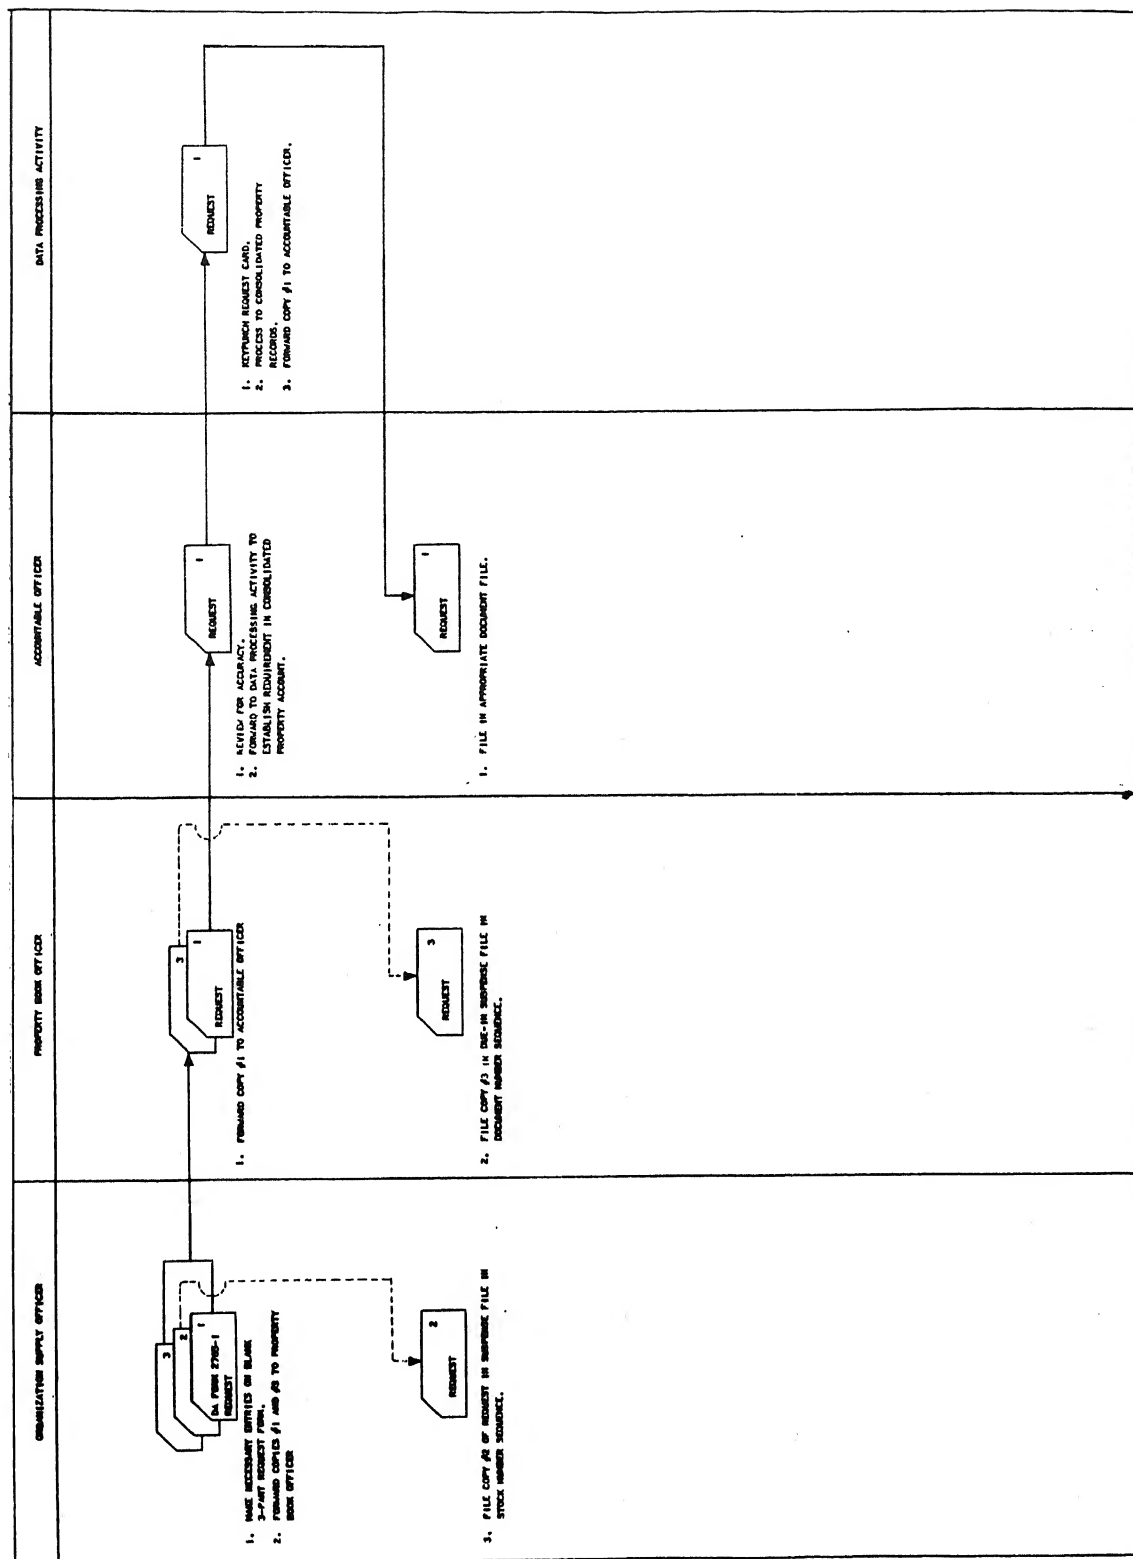 ORGANIZATION SUPPLY OFFICER
3
2
1
DA FORM 2765-1
REQUEST
1. MAKE NECESSARY ENTRIES ON BLANK
3-PART REQUEST FORM.
2. FORWARD COPIES #1 AND #3 TO PROPERTY
BOOK OFFICER
2
REQUEST
3. FILE COPY #2 OF REQUEST IN SUSPENSE FILE IN
STOCK NUMBER SEQUENCE.
PROPERTY BOOK OFFICER
3
1
REQUEST
1. FORWARD COPY #1 TO ACCOUNTABLE OFFICER
3
REQUEST
2. FILE COPY #3 IN DUE-IN SUSPENSE FILE IN
DOCUMENT NUMBER SEQUENCE.
ACCOUNTABLE OFFICER
1
REQUEST
1. REVIEW FOR ACCURACY.
2. FORWARD TO DATA PROCESSING ACTIVITY TO
ESTABLISH REQUIREMENT IN CONSOLIDATED
PROPERTY ACCOUNT.
1
REQUEST
1. FILE IN APPROPRIATE DOCUMENT FILE.
DATA PROCESSING ACTIVITY
1
REQUEST
1. KEYPUNCH REQUEST CARD.
2. PROCESS TO CONSOLIDATED PROPERTY
RECORDS.
3. FORWARD COPY #1 TO ACCOUNTABLE OFFICER.